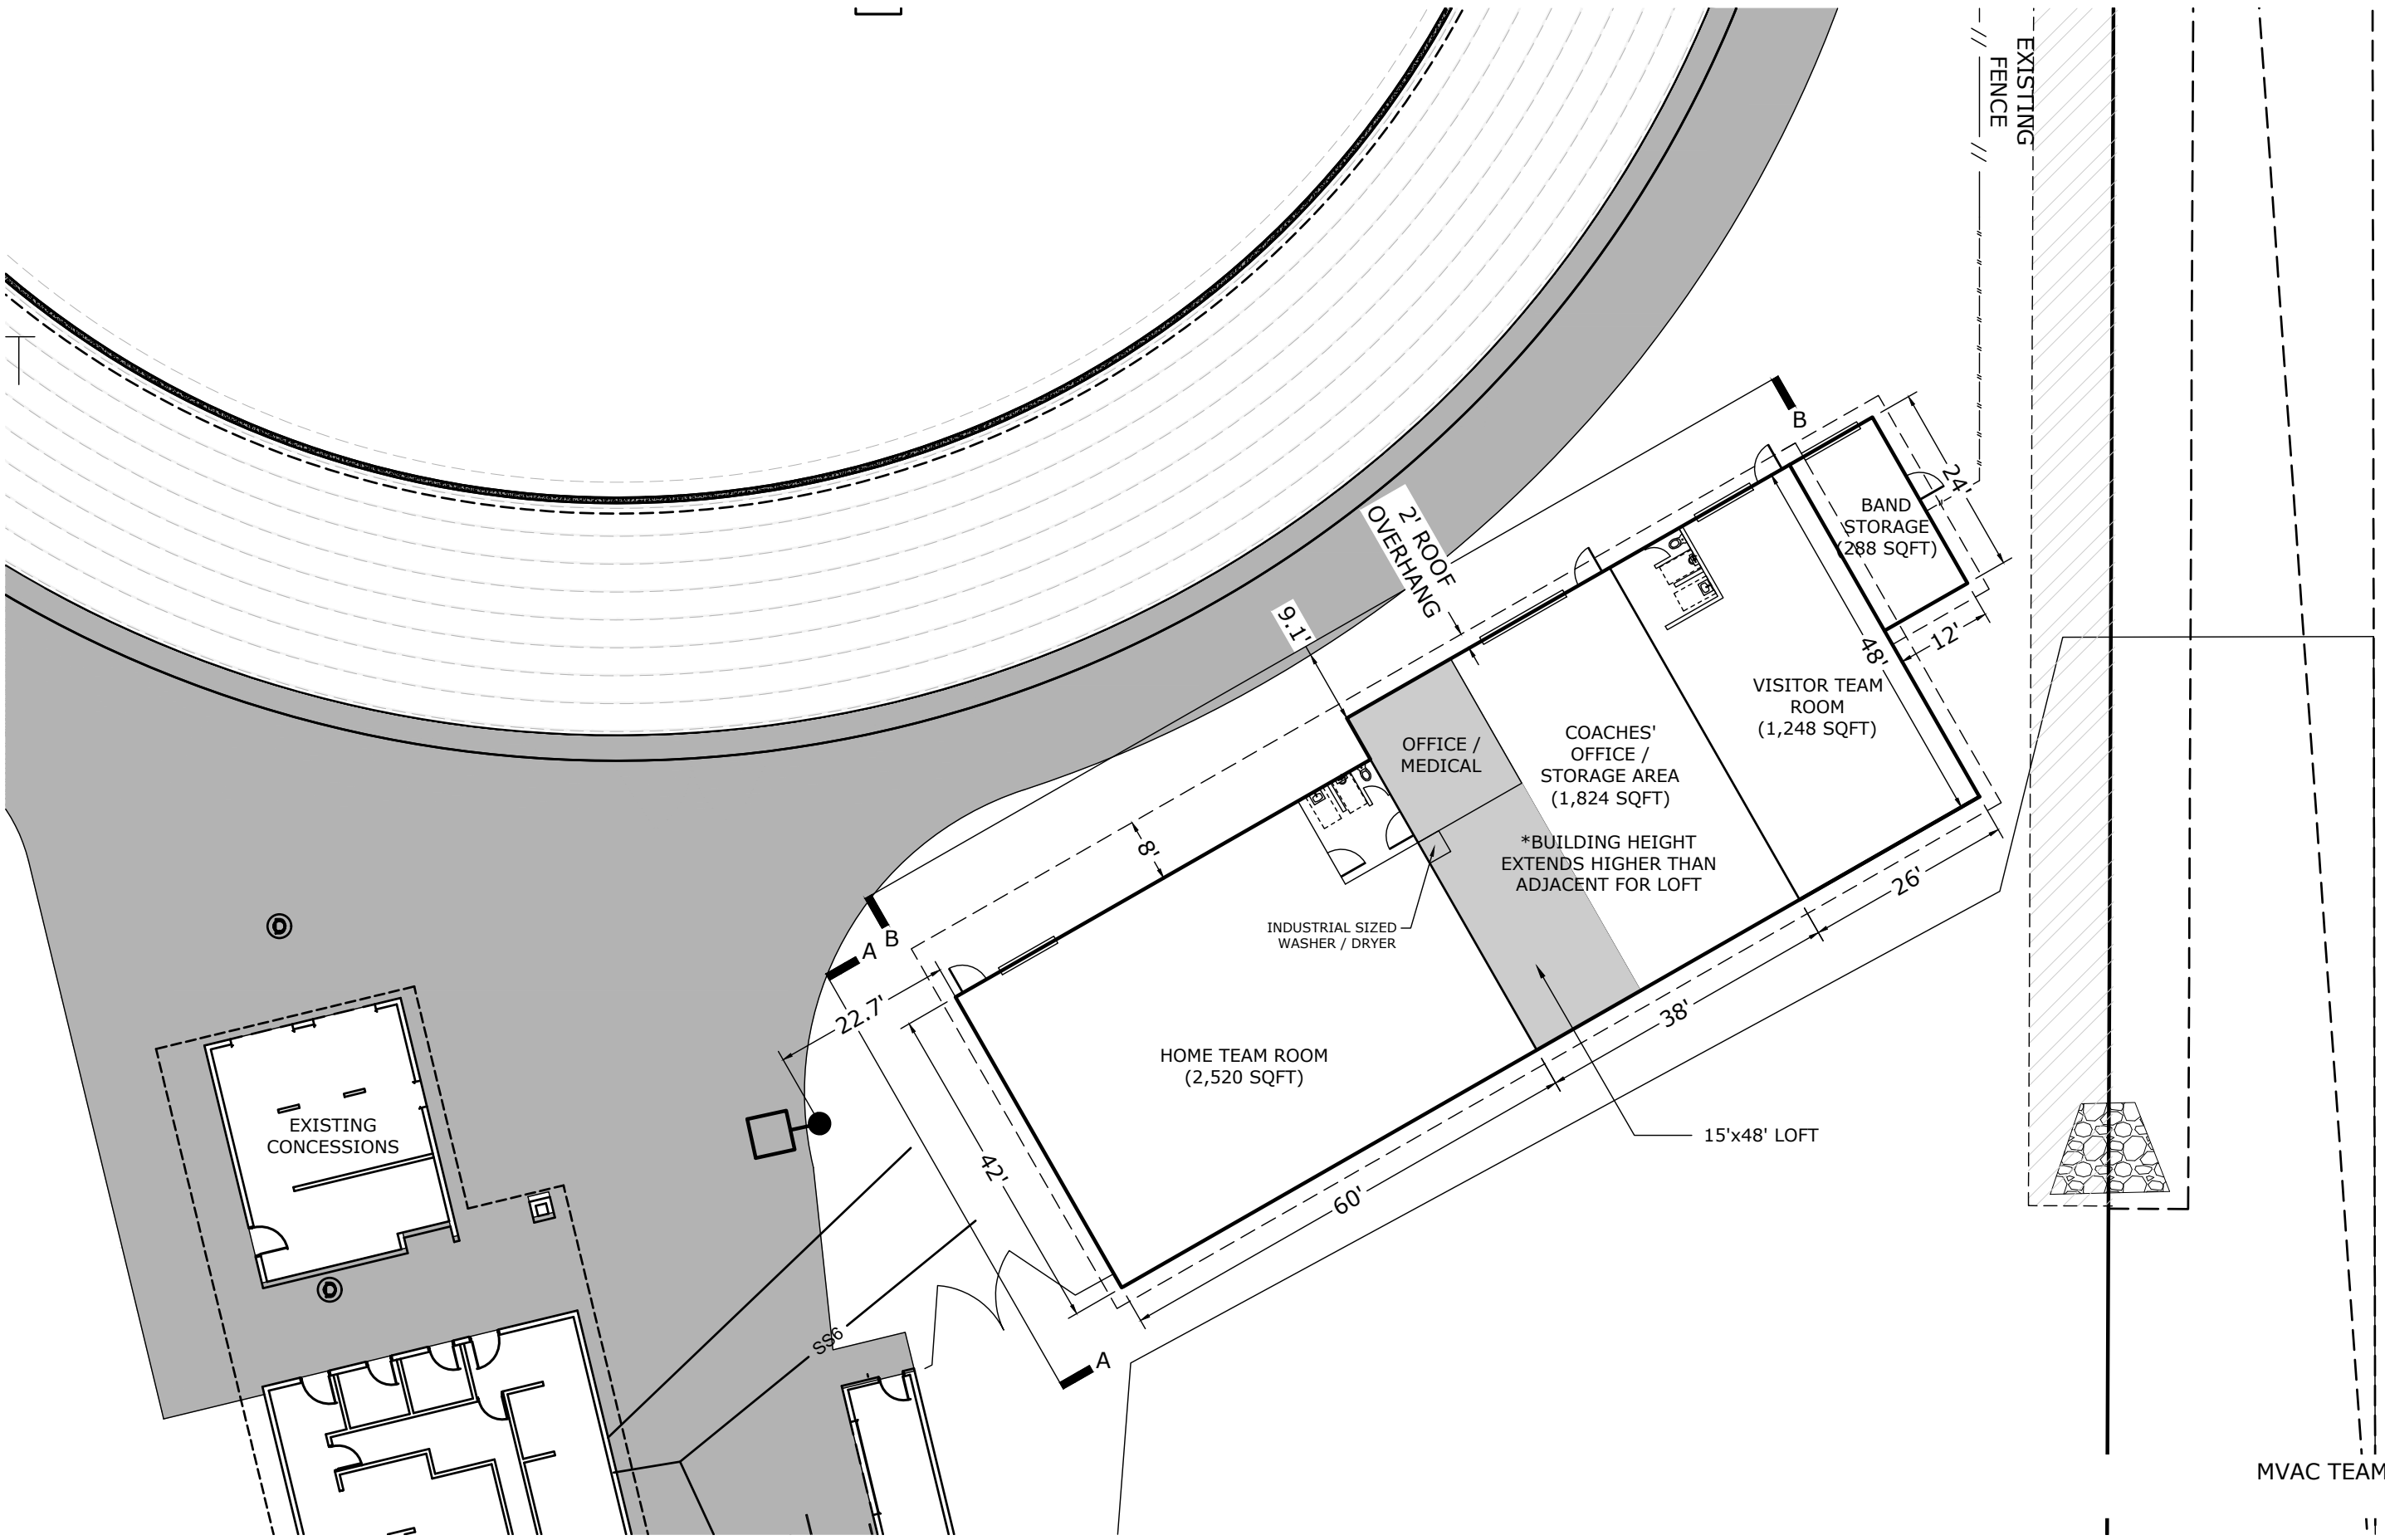 EXISTING
FENCE
B
24'
BAND
STORAGE
(288 SQFT)
2' ROOF
OVERHANG
9.1'
12'
48'
VISITOR TEAM
ROOM
(1,248 SQFT)
OFFICE /
MEDICAL
COACHES'
OFFICE /
STORAGE AREA
(1,824 SQFT)
*BUILDING HEIGHT
EXTENDS HIGHER THAN
ADJACENT FOR LOFT
8'
26'
INDUSTRIAL SIZED
WASHER / DRYER
D
B
A
22.7'
38'
HOME TEAM ROOM
(2,520 SQFT)
EXISTING
CONCESSIONS
15'x48' LOFT
42'
60'
D
SS6
A
MVAC TEAM